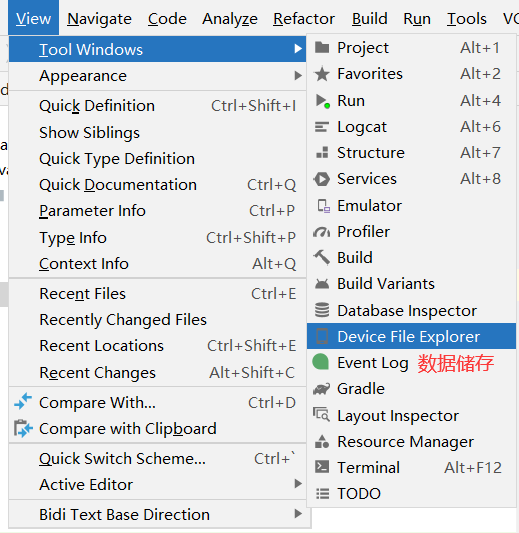 View Navigate Code Analyze Refactor Build Run Tools
Tool Windows
Appearance
Quick Definition Ctrl+Shift+I
Show Siblings
Quick Type Definition
Quick Documentation Ctrl+Q
Parameter Info Ctrl+P
Type Info Ctrl+Shift+P
Context Info Alt+Q
Recent Files Ctrl+E
Recently Changed Files
Recent Locations Ctrl+Shift+E
Recent Changes Alt+Shift+C
Compare With... Ctrl+D
Compare with Clipboard
Quick Switch Scheme... Ctrl+`
Active Editor
Bidi Text Base Direction
Project Alt+1
Favorites Alt+2
Run Alt+4
Logcat Alt+6
Structure Alt+7
Services Alt+8
Emulator
Profiler
Build
Build Variants
Database Inspector
Device File Explorer
Event Log 数据储存
Gradle
Layout Inspector
Resource Manager
Terminal Alt+F12
TODO